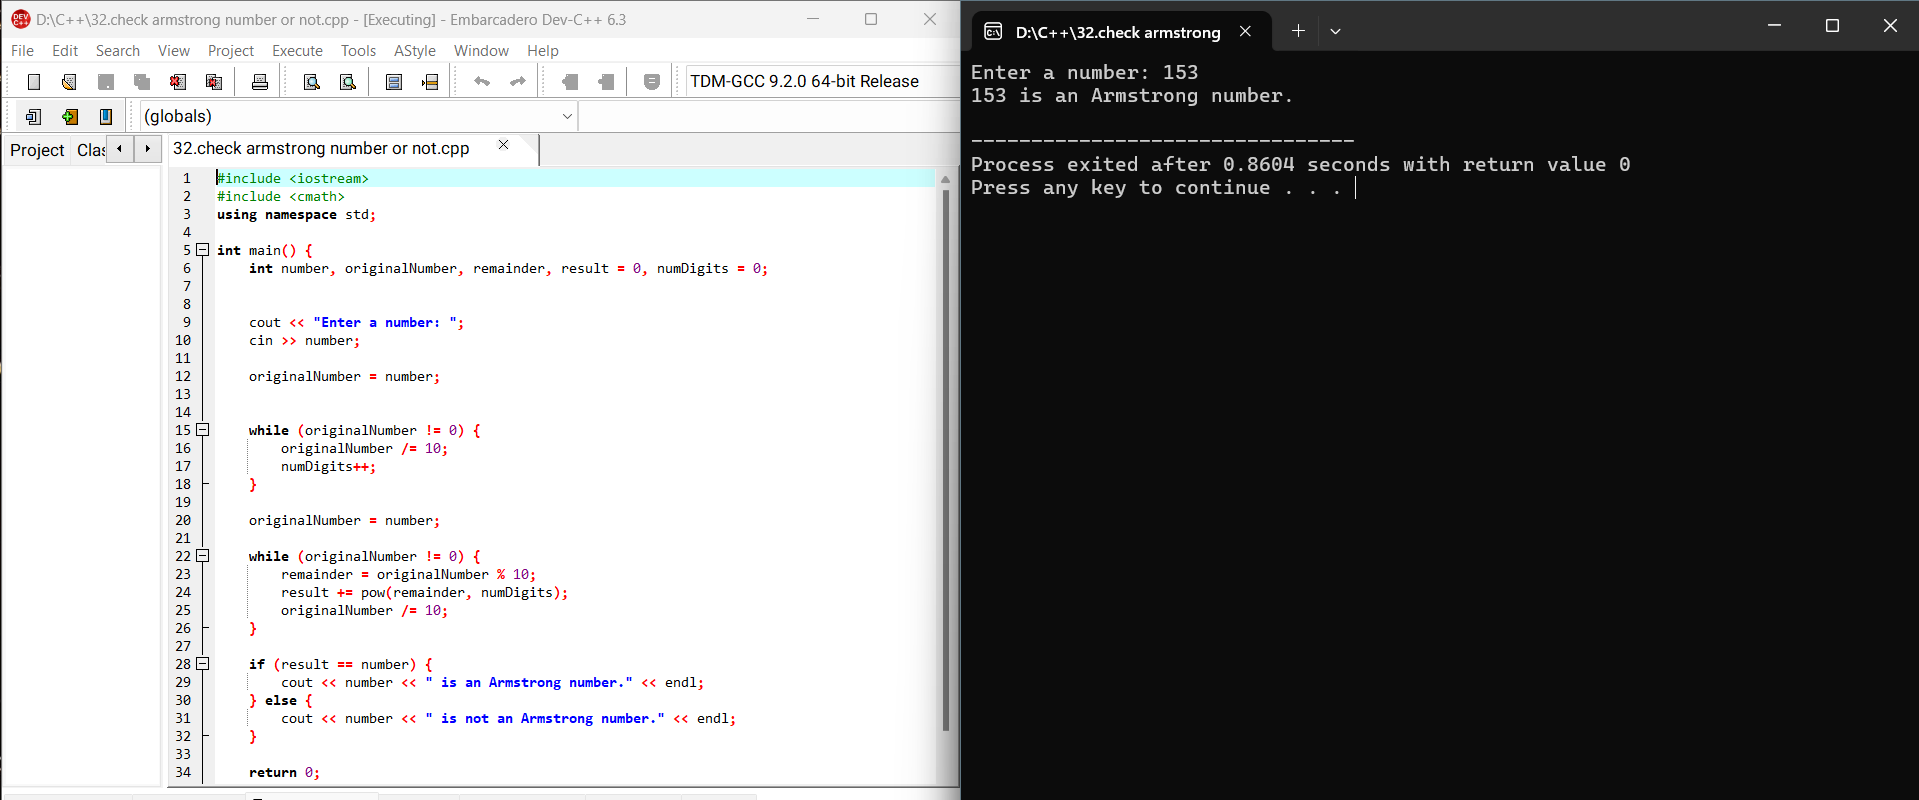 D:\C++\32.check armstrong number or not.cpp - [Executing] - Embarcadero Dev-C++ 6.3
File Edit Search View Project Execute Tools AStyle Window Help
TDM-GCC 9.2.0 64-bit Release
(globals)
Project Clas
32.check armstrong number or not.cpp
1 #include <iostream>
2 #include <cmath>
3 using namespace std;
4
5 int main() {
6 int number, originalNumber, remainder, result = 0, numDigits = 0;
7
8
9 cout << "Enter a number: ";
10 cin >> number;
11
12 originalNumber = number;
13
14
15 while (originalNumber != 0) {
16 originalNumber /= 10;
17 numDigits++;
18 }
19
20 originalNumber = number;
21
22 while (originalNumber != 0) {
23 remainder = originalNumber % 10;
24 result += pow(remainder, numDigits);
25 originalNumber /= 10;
26 }
27
28 if (result == number) {
29 cout << number << " is an Armstrong number." << endl;
30 } else {
31 cout << number << " is not an Armstrong number." << endl;
32 }
33
34 return 0;
D:\C++\32.check armstrong
Enter a number: 153
153 is an Armstrong number.
--------------------------------
Process exited after 0.8604 seconds with return value 0
Press any key to continue . . .